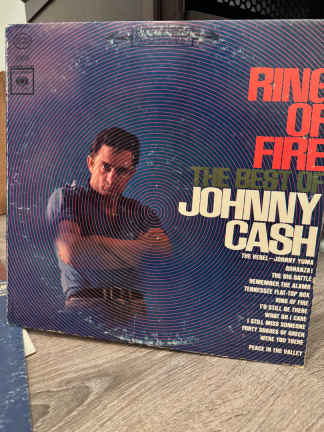 RING
OF
FIRE
THE BEST OF
JOHNNY
CASH
THE REBEL—JOHNNY YUMA
BONANZA!
THE BIG BATTLE
REMEMBER THE ALAMO
TENNESSEE FLAT-TOP BOX
RING OF FIRE
I'D STILL BE THERE
WHAT DO I CARE
I STILL MISS SOMEONE
FORTY SHADES OF GREEN
WERE YOU THERE
PEACE IN THE VALLEY